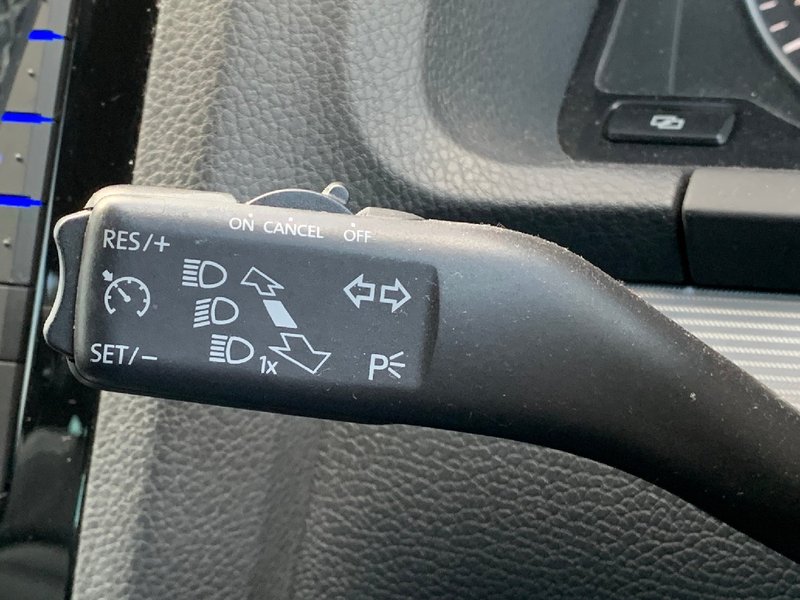 ON CANCEL OFF
RES/+
SET/−
1x
P